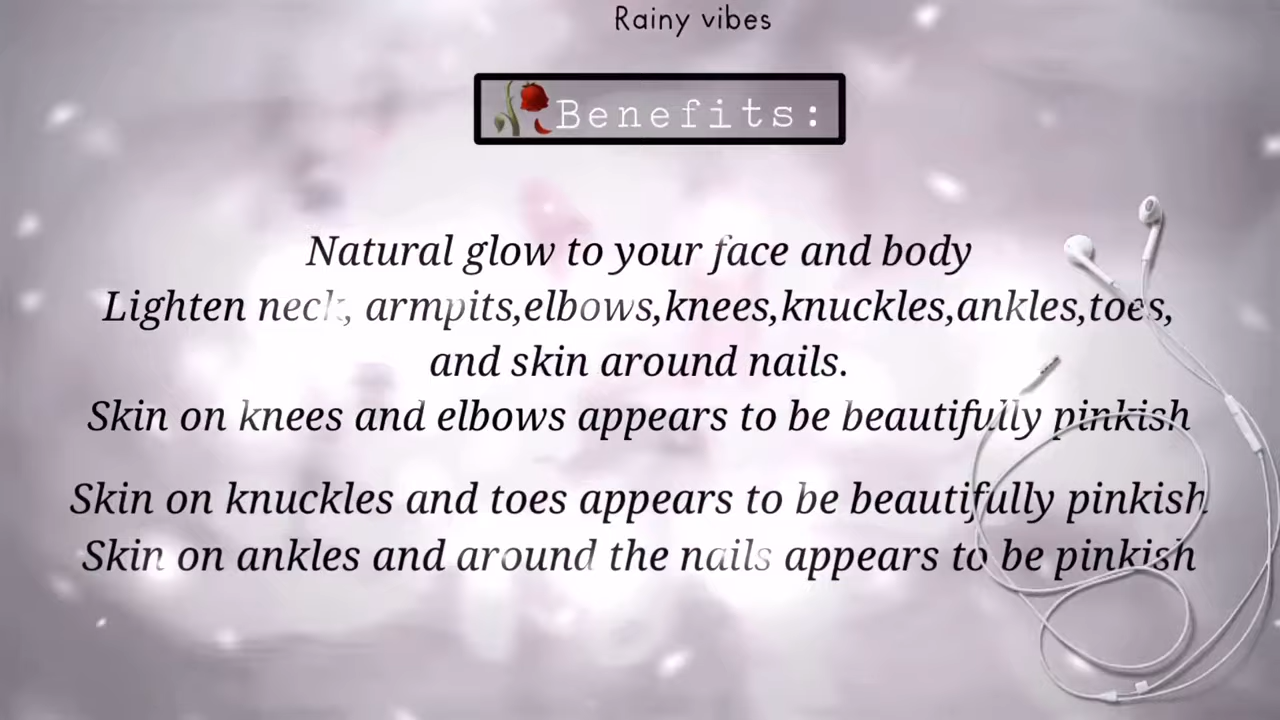 Rainy vibes
🥀Benefits:
Natural glow to your face and body
Lighten neck, armpits,elbows,knees,knuckles,ankles,toes,
and skin around nails.
Skin on knees and elbows appears to be beautifully pinkish
Skin on knuckles and toes appears to be beautifully pinkish
Skin on ankles and around the nails appears to be pinkish